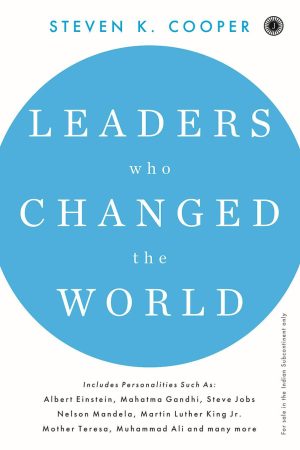 STEVEN K. COOPER
J
LEADERS
who
CHANGED
the
WORLD
Includes Personalities Such As:
Albert Einstein, Mahatma Gandhi, Steve Jobs
Nelson Mandela, Martin Luther King Jr.
Mother Teresa, Muhammad Ali and many more
For sale in the Indian Subcontinent only